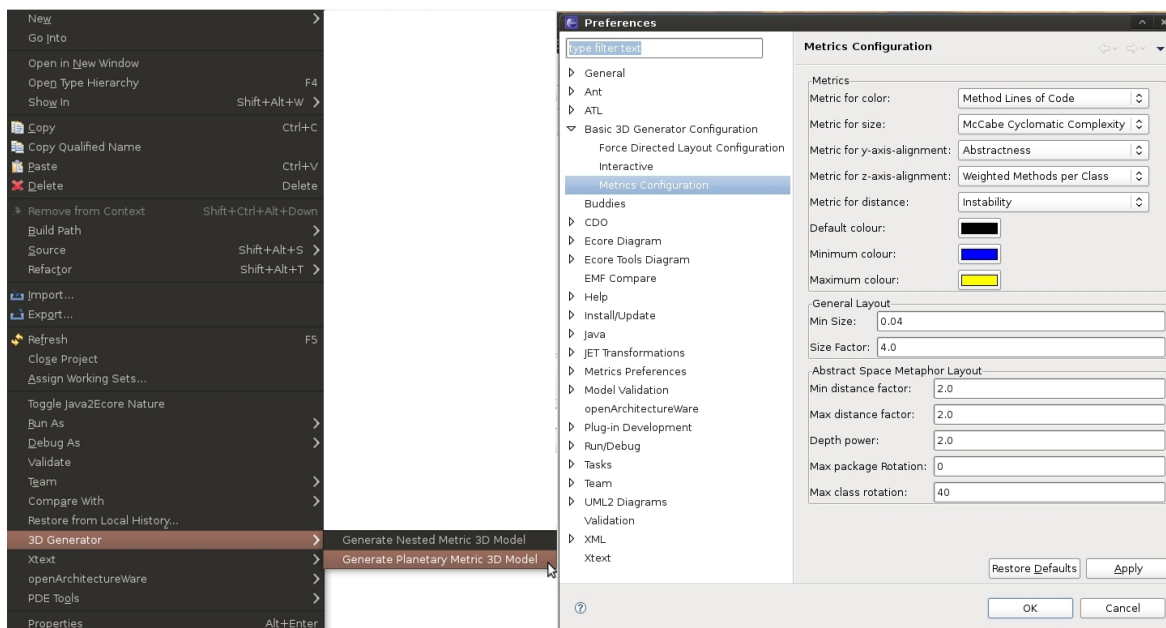 New
Go Into
Open in New Window
Open Type Hierarchy F4
Show In Shift+Alt+W
Copy Ctrl+C
Copy Qualified Name
Paste Ctrl+V
Delete Delete
Remove from Context Shift+Ctrl+Alt+Down
Build Path
Source Shift+Alt+S
Refactor Shift+Alt+T
Import...
Export...
Refresh F5
Close Project
Assign Working Sets...
Toggle Java2Ecore Nature
Run As
Debug As
Validate
Team
Compare With
Restore from Local History...
3D Generator
Xtext
openArchitectureWare
PDE Tools
Properties Alt+Enter
Generate Nested Metric 3D Model
Generate Planetary Metric 3D Model
Preferences
type filter text
General
Ant
ATL
Basic 3D Generator Configuration
Force Directed Layout Configuration
Interactive
Metrics Configuration
Buddies
CDO
Ecore Diagram
Ecore Tools Diagram
EMF Compare
Help
Install/Update
Java
JET Transformations
Metrics Preferences
Model Validation
openArchitectureWare
Plug-in Development
Run/Debug
Tasks
Team
UML2 Diagrams
Validation
XML
Xtext
Metrics Configuration
Metrics
Metric for color: Method Lines of Code
Metric for size: McCabe Cyclomatic Complexity
Metric for y-axis-alignment: Abstractness
Metric for z-axis-alignment: Weighted Methods per Class
Metric for distance: Instability
Default colour:
Minimum colour:
Maximum colour:
General Layout
Min Size: 0.04
Size Factor: 4.0
Abstract Space Metaphor Layout
Min distance factor: 2.0
Max distance factor: 2.0
Depth power: 2.0
Max package Rotation: 0
Max class rotation: 40
Restore Defaults Apply
OK Cancel